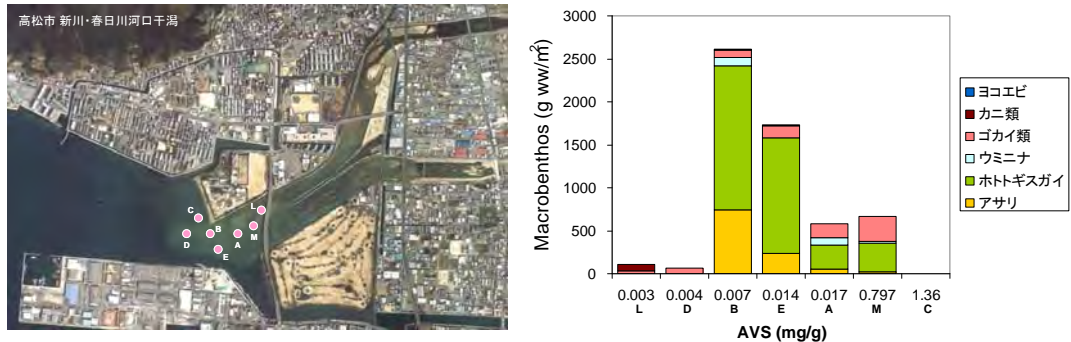 高松市 新川・春日川河口干潟
C
L
D
B
A
M
E
Macrobenthos (g ww/m²)
3000
2500
2000
1500
1000
500
0
0.003 0.004 0.007 0.014 0.017 0.797 1.36
L D B E A M C
AVS (mg/g)
ヨコエビ
カニ類
ゴカイ類
ウミニナ
ホトトギスガイ
アサリ